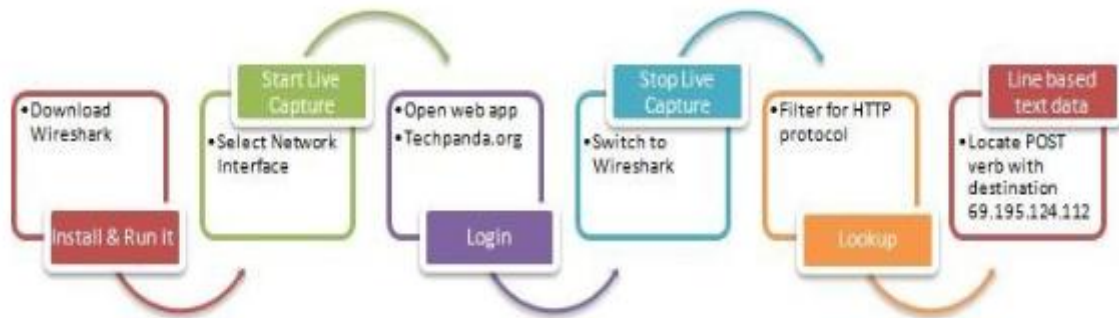 • Download
Wireshark
Install & Run it
Start Live
Capture
• Select Network
Interface
• Open web app
• Techpanda.org
Login
Stop Live
Capture
• Switch to
Wireshark
• Filter for HTTP
protocol
Lookup
Line based
text data
• Locate POST
verb with
destination
69.195.124.112